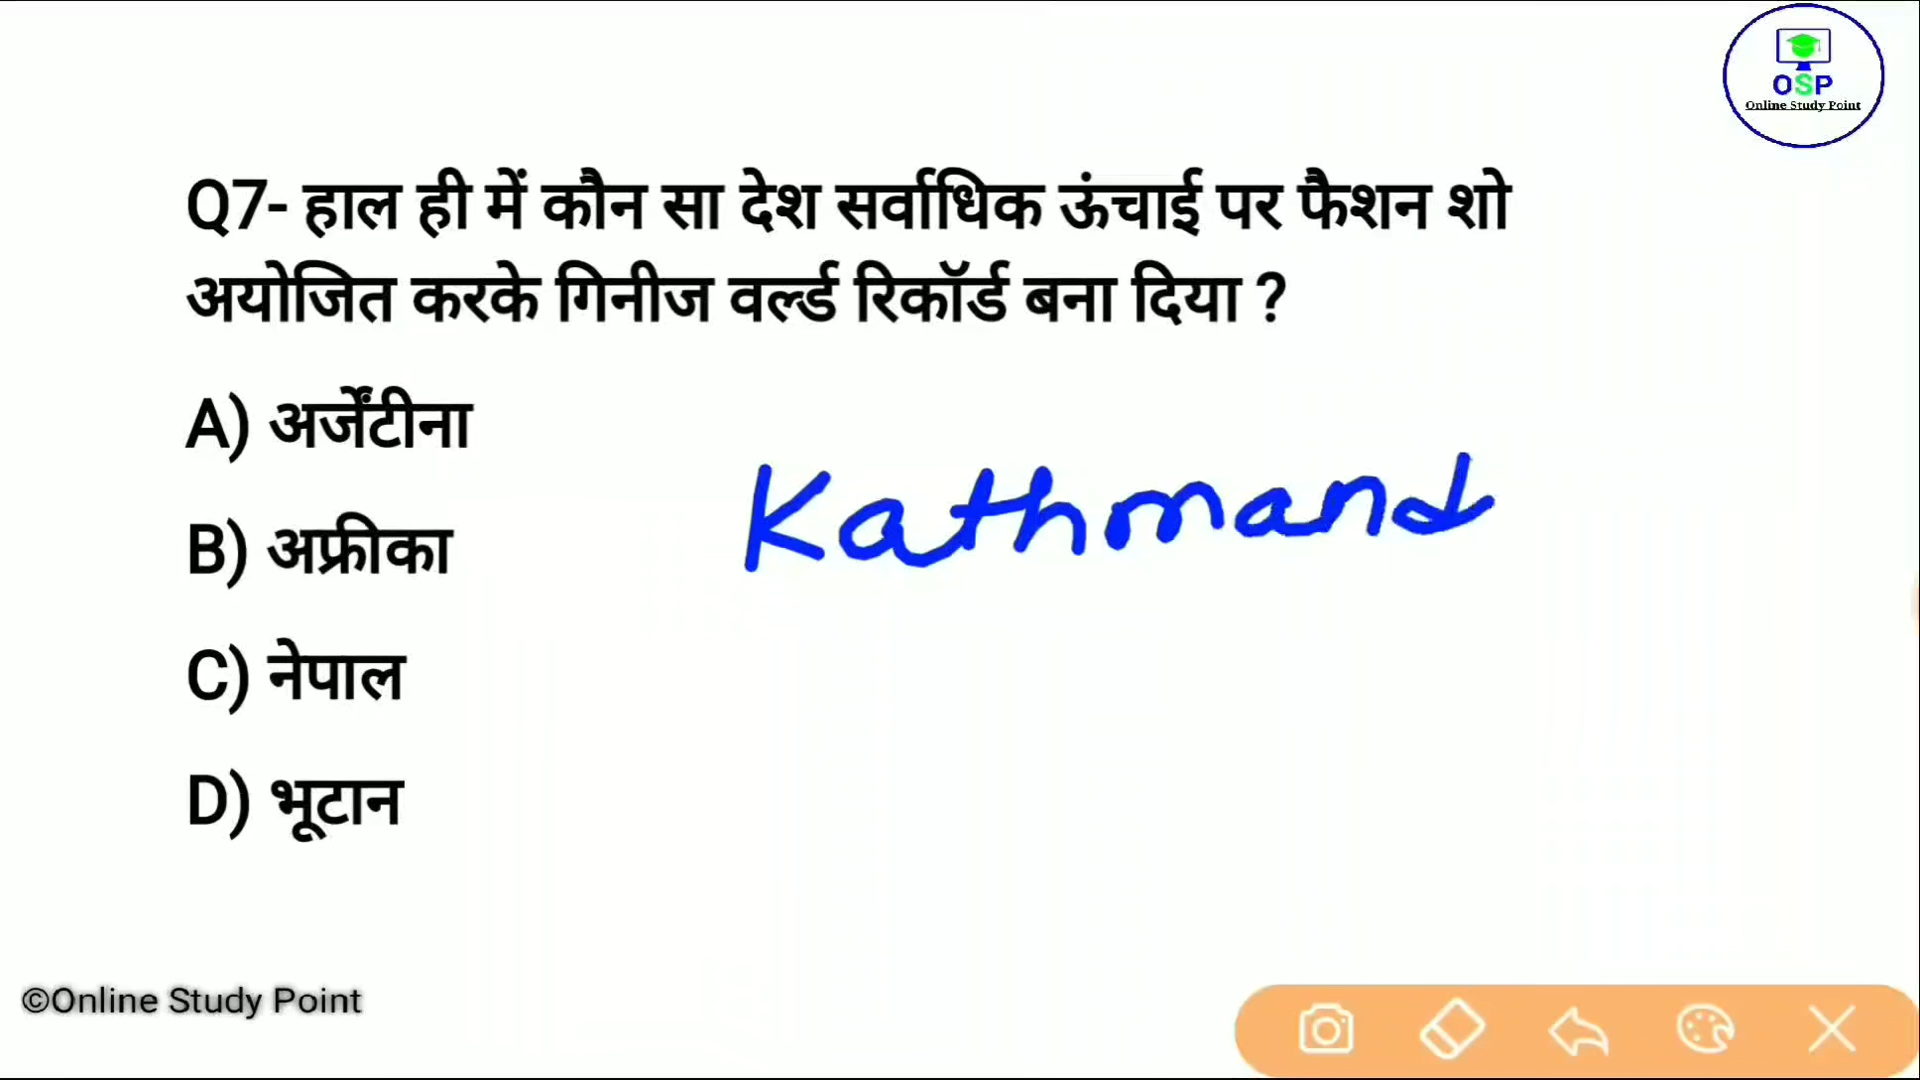 OSP
Online Study Point
Q7- हाल ही में कौन सा देश सर्वाधिक ऊंचाई पर फैशन शो
अयोजित करके गिनीज वर्ल्ड रिकॉर्ड बना दिया ?
A) अर्जेंटीना
Kathmand
B) अफ्रीका
C) नेपाल
D) भूटान
©Online Study Point